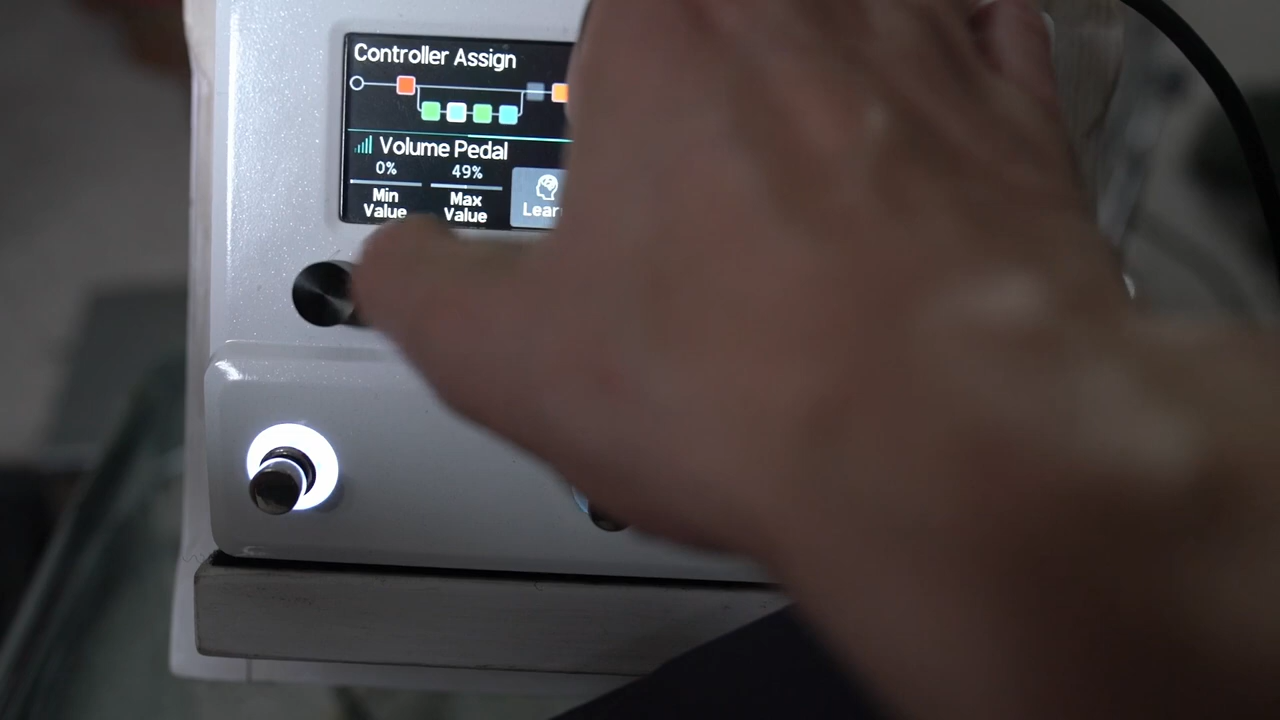 Controller Assign
Volume Pedal
0% 49%
Min Max
Value Value